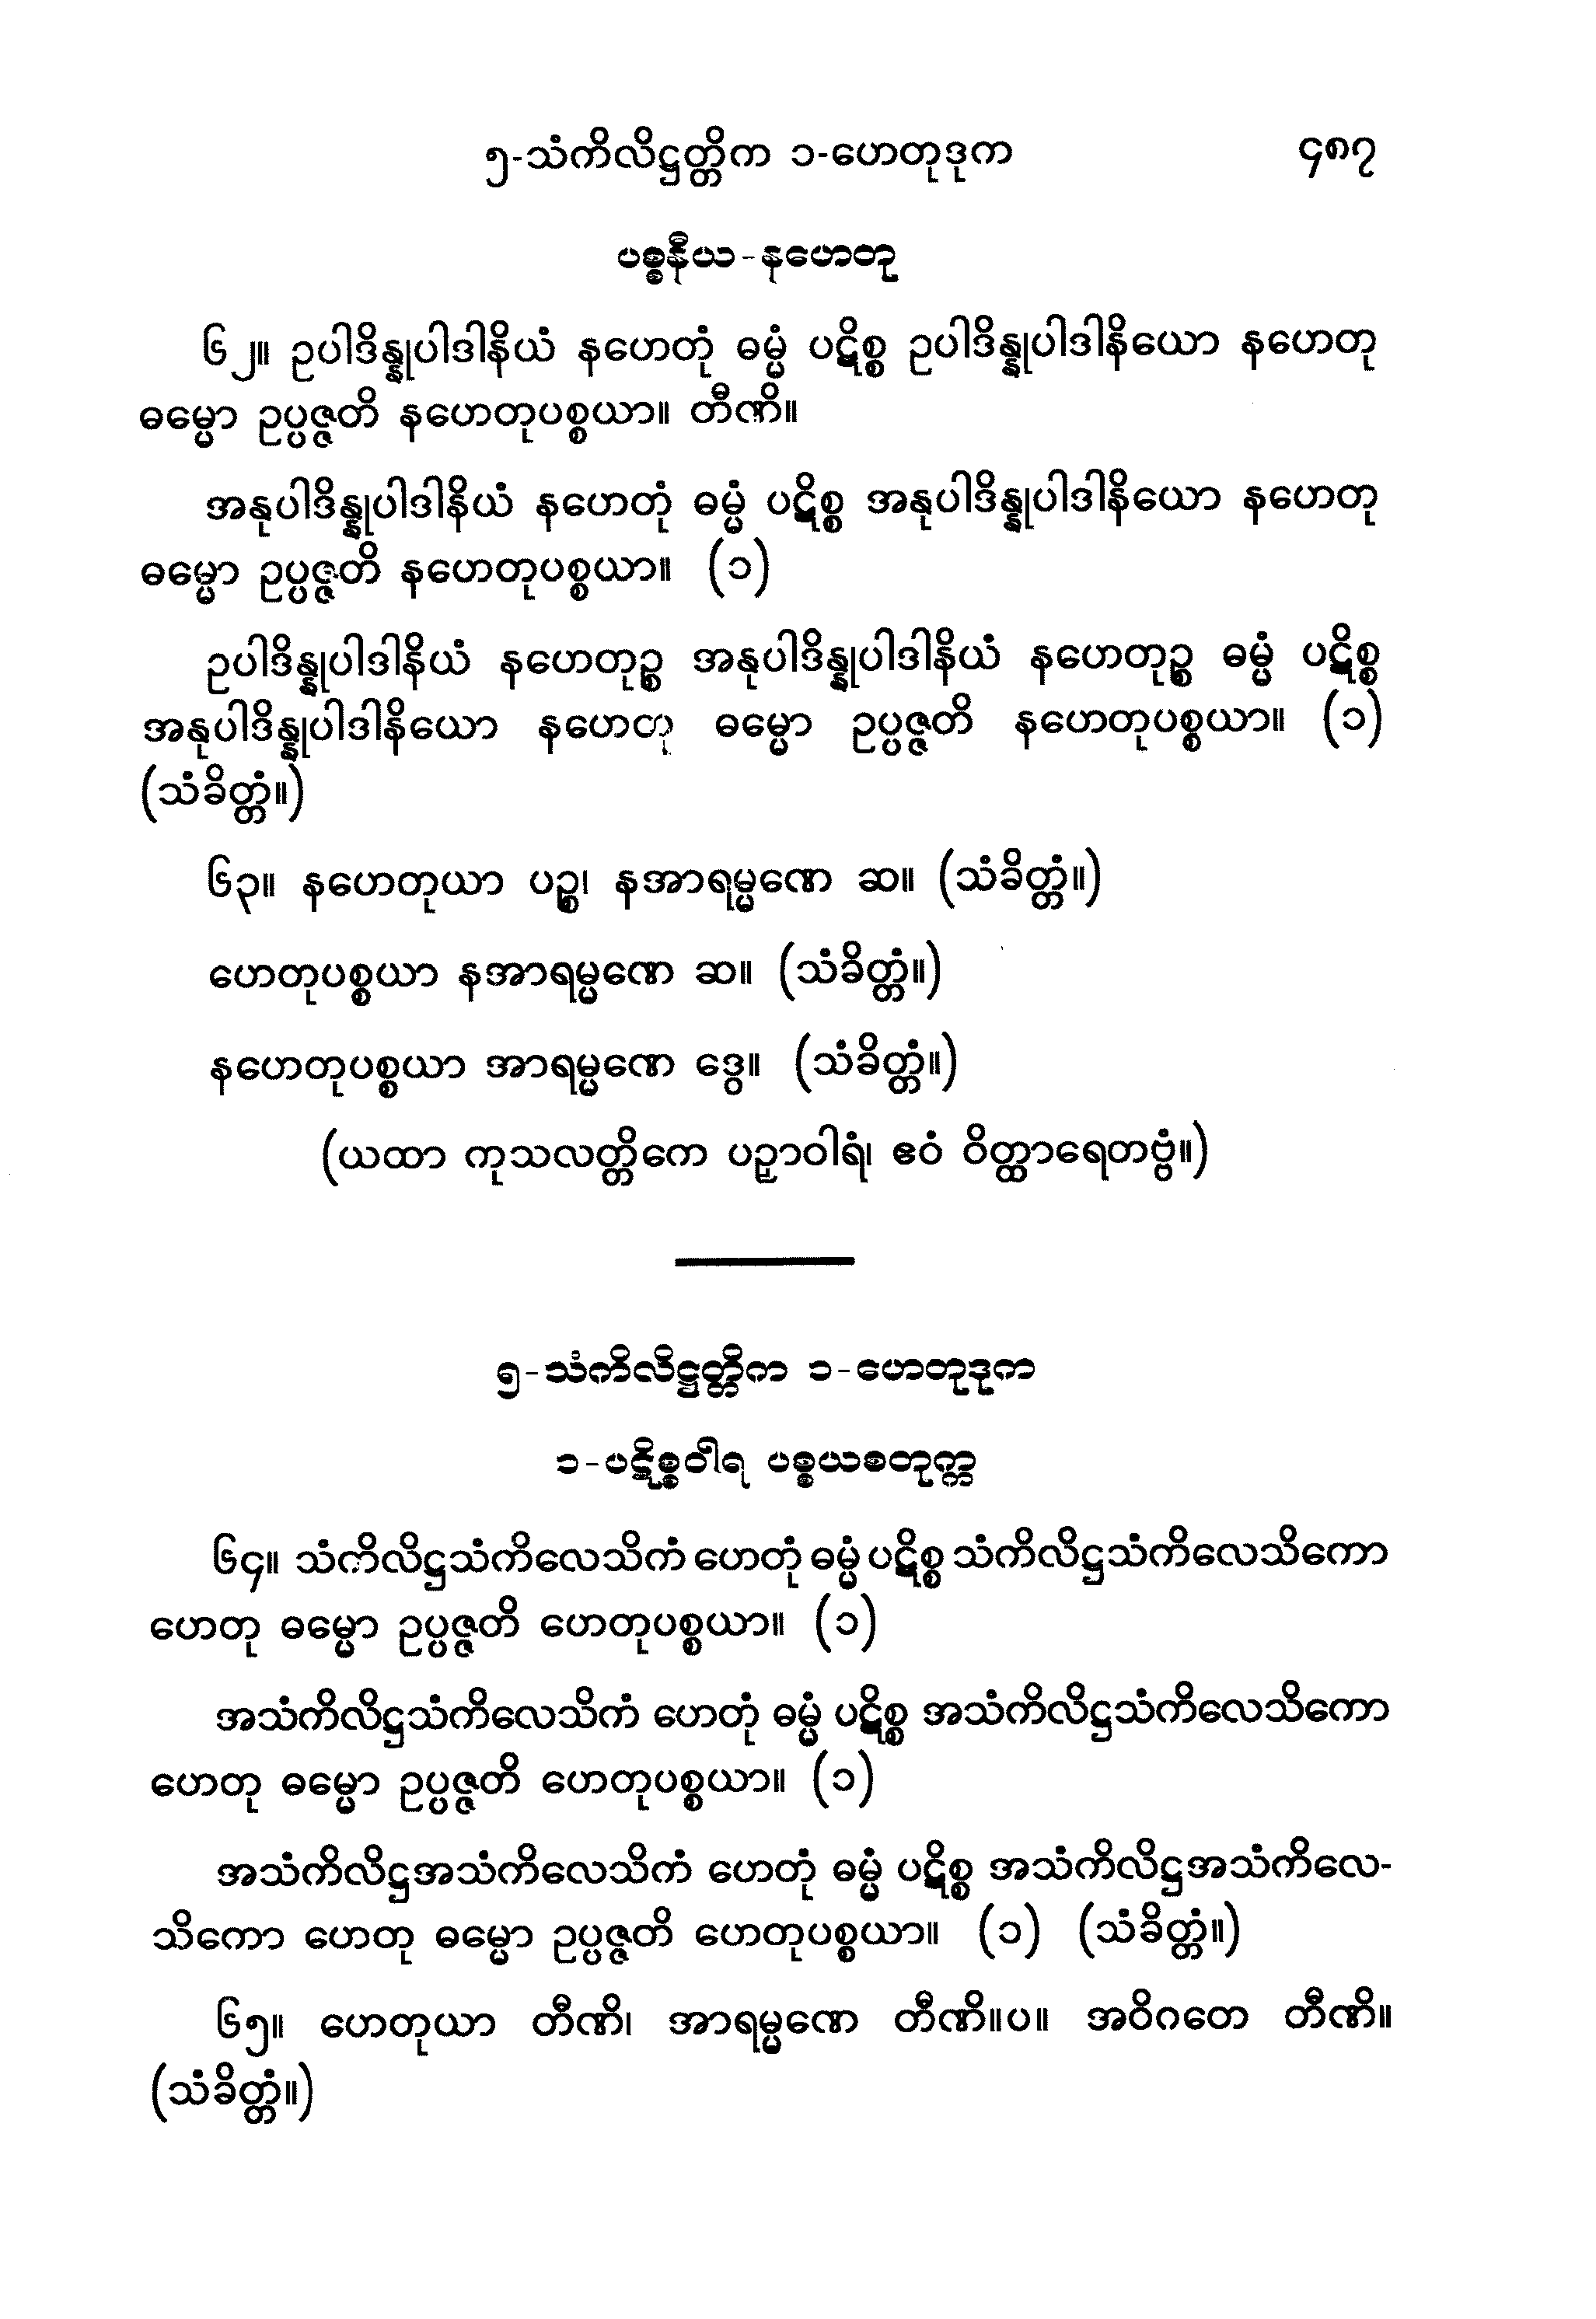 ၅-သံကိလိဋ္ဌတ္တိက ၁-ဟေတုဒုက ၄၈၇
ပစ္စနီယ-နဟေတု
၆၂။ ဥပါဒိန္နုပါဒါနိယံ နဟေတုံ ဓမ္မံ ပဋိစ္စ ဥပါဒိန္နုပါဒါနိယော နဟေတု
ဓမ္မော ဥပ္ပဇ္ဇတိ နဟေတုပစ္စယာ။ တီဏိ။
အနုပါဒိန္နုပါဒါနိယံ နဟေတုံ ဓမ္မံ ပဋိစ္စ အနုပါဒိန္နုပါဒါနိယော နဟေတု
ဓမ္မော ဥပ္ပဇ္ဇတိ နဟေတုပစ္စယာ။ (၁)
ဥပါဒိန္နုပါဒါနိယံ နဟေတုဉ္စ အနုပါဒိန္နုပါဒါနိယံ နဟေတုဉ္စ ဓမ္မံ ပဋိစ္စ
အနုပါဒိန္နုပါဒါနိယော နဟေတု ဓမ္မော ဥပ္ပဇ္ဇတိ နဟေတုပစ္စယာ။ (၁)
(သံခိတ္တံ။)
၆၃။ နဟေတုယာ ပဉ္စ၊ နအာရမ္မဏေ ဆ။ (သံခိတ္တံ။)
ဟေတုပစ္စယာ နအာရမ္မဏေ ဆ။ (သံခိတ္တံ။)
နဟေတုပစ္စယာ အာရမ္မဏေ ဒွေ။ (သံခိတ္တံ။)
(ယထာ ကုသလတ္တိကေ ပဉှာဝါရံ၊ ဧဝံ ဝိတ္ထာရေတဗ္ဗံ။)
၅-သံကိလိဋ္ဌတ္တိက ၁-ဟေတုဒုက
၁-ပဋိစ္စဝါရ ပစ္စယစတုက္က
၆၄။ သံကိလိဋ္ဌသံကိလေသိကံ ဟေတုံ ဓမ္မံ ပဋိစ္စ သံကိလိဋ္ဌသံကိလေသိကော
ဟေတု ဓမ္မော ဥပ္ပဇ္ဇတိ ဟေတုပစ္စယာ။ (၁)
အသံကိလိဋ္ဌသံကိလေသိကံ ဟေတုံ ဓမ္မံ ပဋိစ္စ အသံကိလိဋ္ဌသံကိလေသိကော
ဟေတု ဓမ္မော ဥပ္ပဇ္ဇတိ ဟေတုပစ္စယာ။ (၁)
အသံကိလိဋ္ဌအသံကိလေသိကံ ဟေတုံ ဓမ္မံ ပဋိစ္စ အသံကိလိဋ္ဌအသံကိလေ-
သိကော ဟေတု ဓမ္မော ဥပ္ပဇ္ဇတိ ဟေတုပစ္စယာ။ (၁) (သံခိတ္တံ။)
၆၅။ ဟေတုယာ တီဏိ၊ အာရမ္မဏေ တီဏိ။ပ။ အဝိဂတေ တီဏိ။
(သံခိတ္တံ။)